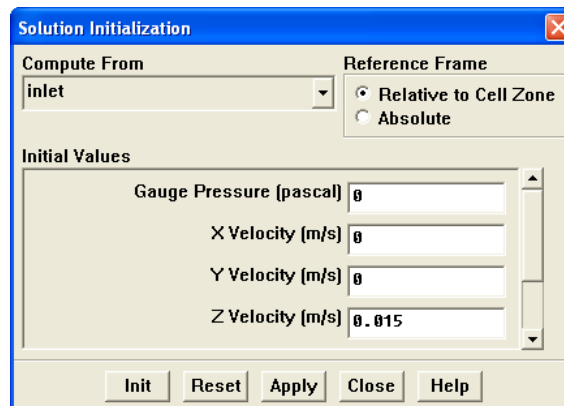 Solution Initialization
Compute From
Reference Frame
inlet
Relative to Cell Zone
Absolute
Initial Values
Gauge Pressure (pascal) 0
X Velocity (m/s) 0
Y Velocity (m/s) 0
Z Velocity (m/s) 0.015
Init Reset Apply Close Help